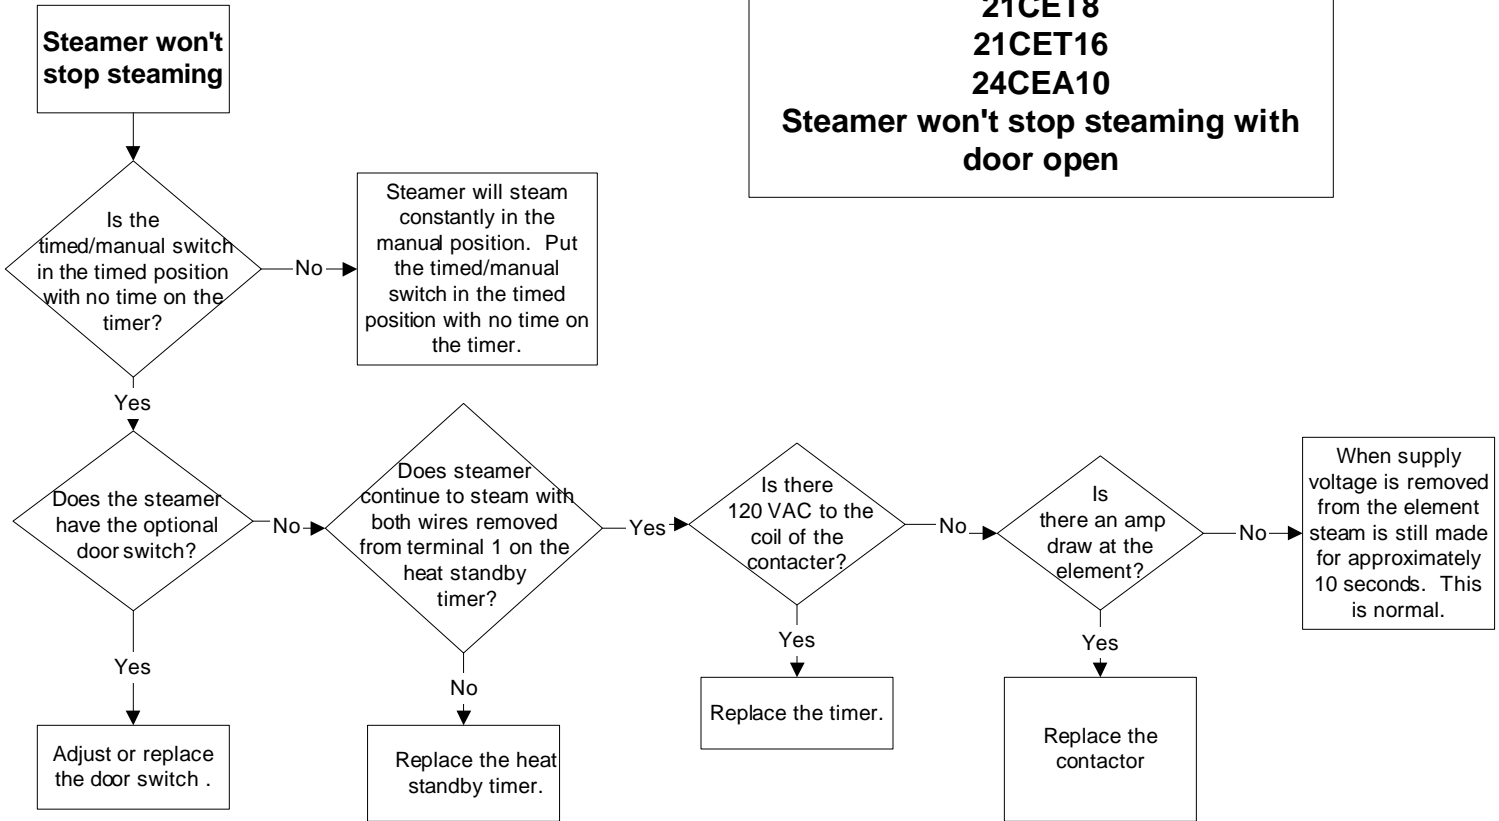 21CET8
21CET16
24CEA10
Steamer won't stop steaming with
door open
Steamer won't
stop steaming
Is the
timed/manual switch
in the timed position
with no time on the
timer?
No
Steamer will steam
constantly in the
manual position. Put
the timed/manual
switch in the timed
position with no time on
the timer.
Yes
Does the steamer
have the optional
door switch?
No
Does steamer
continue to steam with
both wires removed
from terminal 1 on the
heat standby
timer?
Yes
Is there
120 VAC to the
coil of the
contacter?
No
Is
there an amp
draw at the
element?
No
When supply
voltage is removed
from the element
steam is still made
for approximately
10 seconds. This
is normal.
Yes
Adjust or replace
the door switch .
No
Replace the heat
standby timer.
Yes
Replace the timer.
Yes
Replace the
contactor